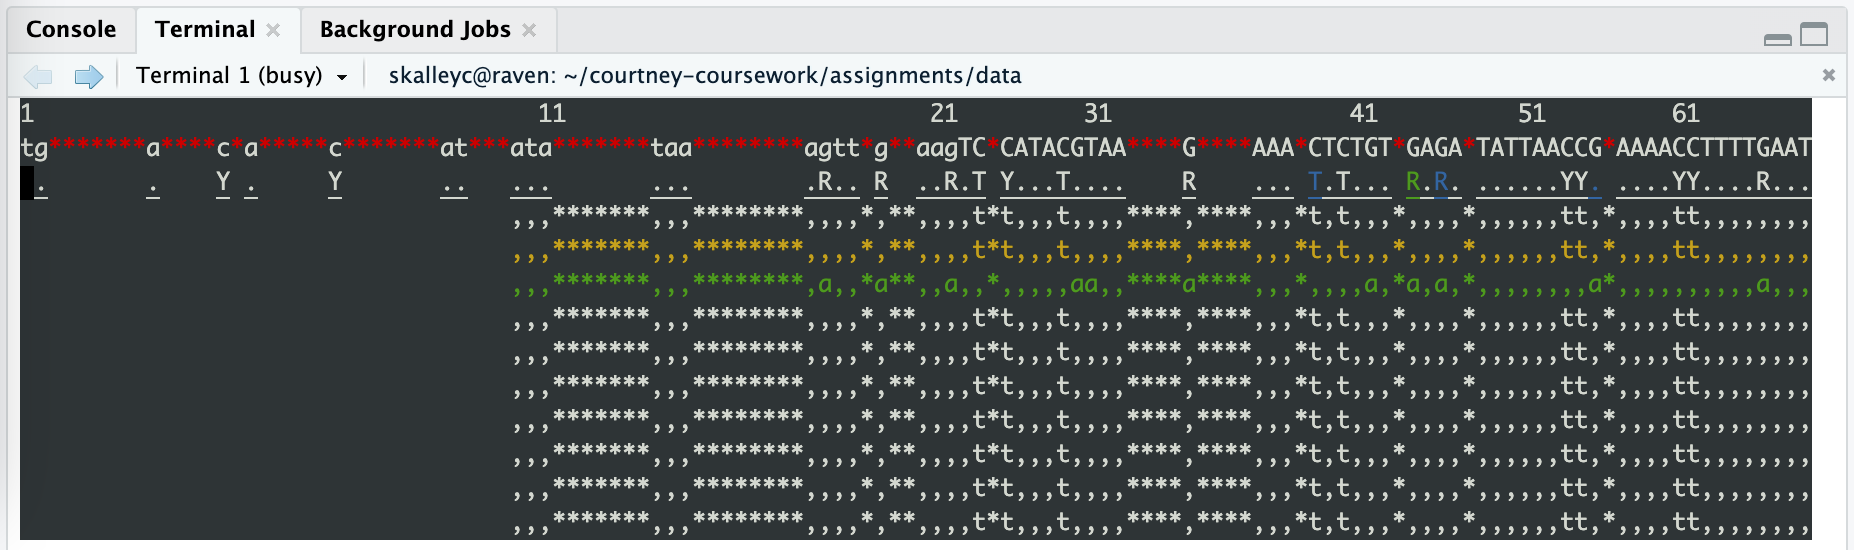 Console Terminal × Background Jobs ×
Terminal 1 (busy) skalleyc@raven: ~/courtney-coursework/assignments/data
1 11 21 31 41 51 61
tg*******a****c*a*****c*******at***ata*******taa********agtt*g**aagTC*CATACGTAA****G****AAA*CTCTGT*GAGA*TATTAACCG*AAAACCTTTTGAAT
. . Y . Y .. ... ... .R.. R ..R.T Y...T.... R ... T.T... R.R. ......YY. ....YY....R...
,,,*******,,,********,,,,*,**,,,,t*t,,,t,,,,****,****,,,*t,t,,,*,,,,*,,,,,,tt,*,,,,tt,,,,,,,,
,,,*******,,,********,,,,*,**,,,,t*t,,,t,,,,****,****,,,*t,t,,,*,,,,*,,,,,,tt,*,,,,tt,,,,,,,,
,,,*******,,,********,a,,*a**,,a,,*,,,,,aa,,****a****,,,*,,,,a,*a,a,*,,,,,,,,a*,,,,,,,,,,a,,,
,,,*******,,,********,,,,*,**,,,,t*t,,,t,,,,****,****,,,*t,t,,,*,,,,*,,,,,,tt,*,,,,tt,,,,,,,,
,,,*******,,,********,,,,*,**,,,,t*t,,,t,,,,****,****,,,*t,t,,,*,,,,*,,,,,,tt,*,,,,tt,,,,,,,,
,,,*******,,,********,,,,*,**,,,,t*t,,,t,,,,****,****,,,*t,t,,,*,,,,*,,,,,,tt,*,,,,tt,,,,,,,,
,,,*******,,,********,,,,*,**,,,,t*t,,,t,,,,****,****,,,*t,t,,,*,,,,*,,,,,,tt,*,,,,tt,,,,,,,,
,,,*******,,,********,,,,*,**,,,,t*t,,,t,,,,****,****,,,*t,t,,,*,,,,*,,,,,,tt,*,,,,tt,,,,,,,,
,,,*******,,,********,,,,*,**,,,,t*t,,,t,,,,****,****,,,*t,t,,,*,,,,*,,,,,,tt,*,,,,tt,,,,,,,,
,,,*******,,,********,,,,*,**,,,,t*t,,,t,,,,****,****,,,*t,t,,,*,,,,*,,,,,,tt,*,,,,tt,,,,,,,,